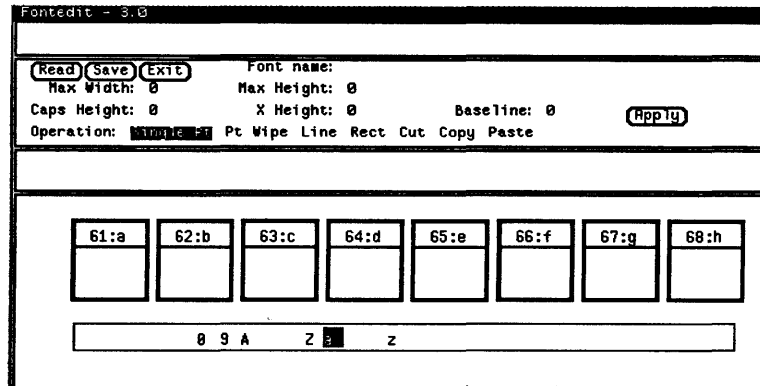 Fontedit - 3.0
Read Save Exit Font name:
Max Width: 0 Max Height: 0
Caps Height: 0 X Height: 0 Baseline: 0 Apply
Operation: Single Pt Pt Wipe Line Rect Cut Copy Paste
61:a 62:b 63:c 64:d 65:e 66:f 67:g 68:h
0 9 A Z a z